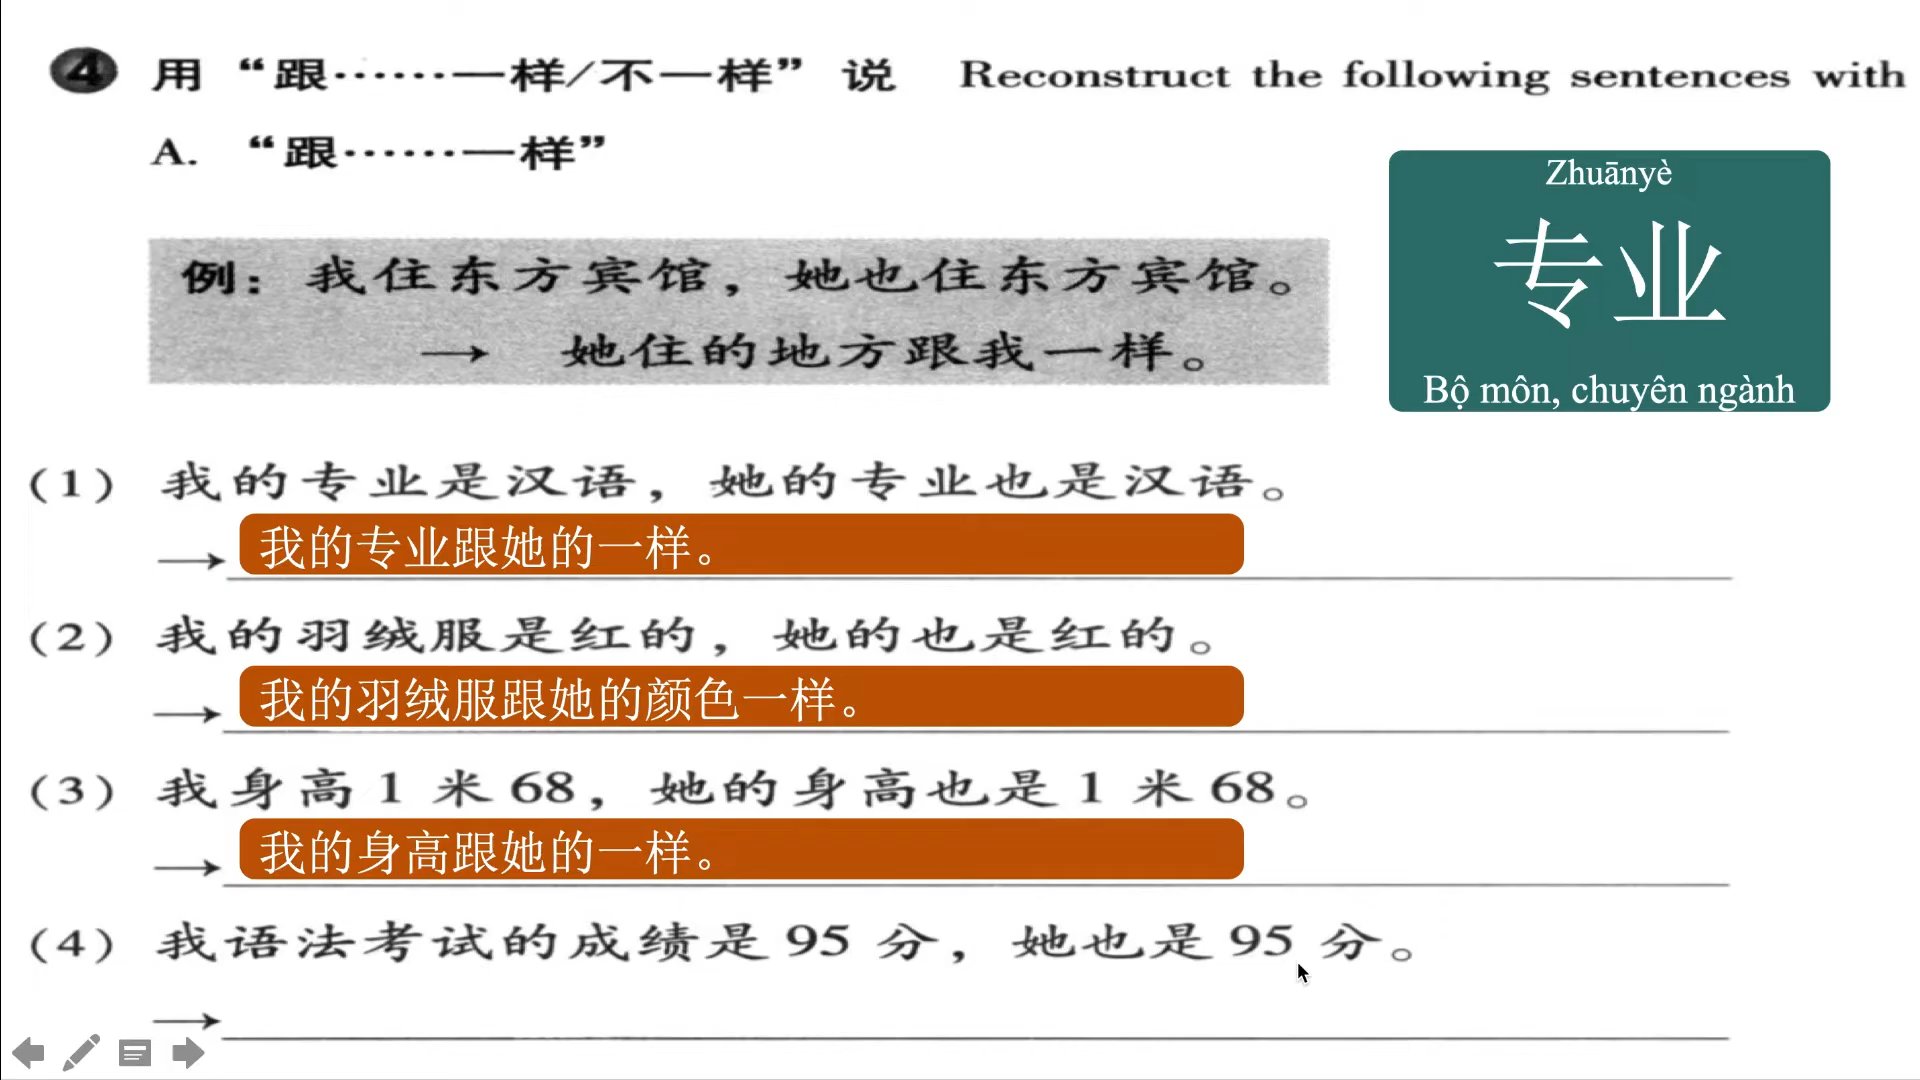 4 用“跟……一样/不一样”说 Reconstruct the following sentences with
A. “跟……一样”
Zhuānyè
专业
Bộ môn, chuyên ngành
例：我住东方宾馆，她也住东方宾馆。
→ 她住的地方跟我一样。
(1) 我的专业是汉语，她的专业也是汉语。
→ 我的专业跟她的一样。
(2) 我的羽绒服是红的，她的也是红的。
→ 我的羽绒服跟她的颜色一样。
(3) 我身高1米68，她的身高也是1米68。
→ 我的身高跟她的一样。
(4) 我语法考试的成绩是95分，她也是95分。
→